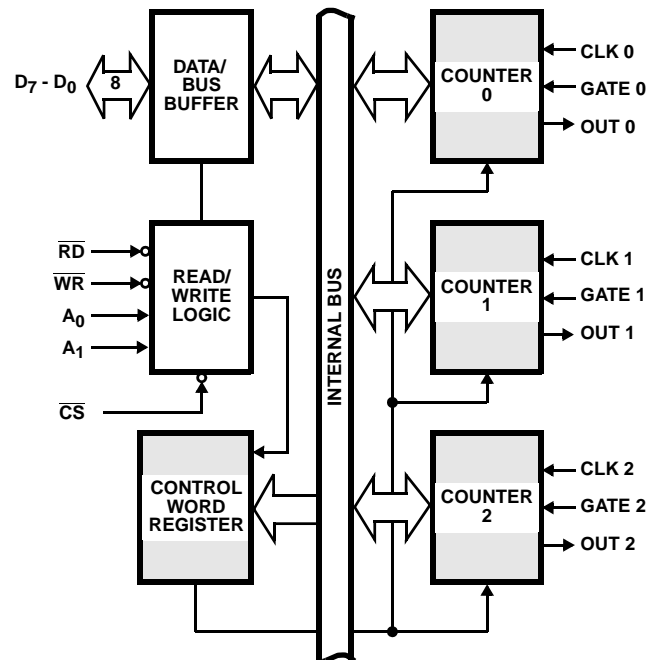 D7 - D0
8
DATA/
BUS
BUFFER
RD
WR
A0
A1
CS
READ/
WRITE
LOGIC
CONTROL
WORD
REGISTER
INTERNAL BUS
COUNTER
0
CLK 0
GATE 0
OUT 0
COUNTER
1
CLK 1
GATE 1
OUT 1
COUNTER
2
CLK 2
GATE 2
OUT 2